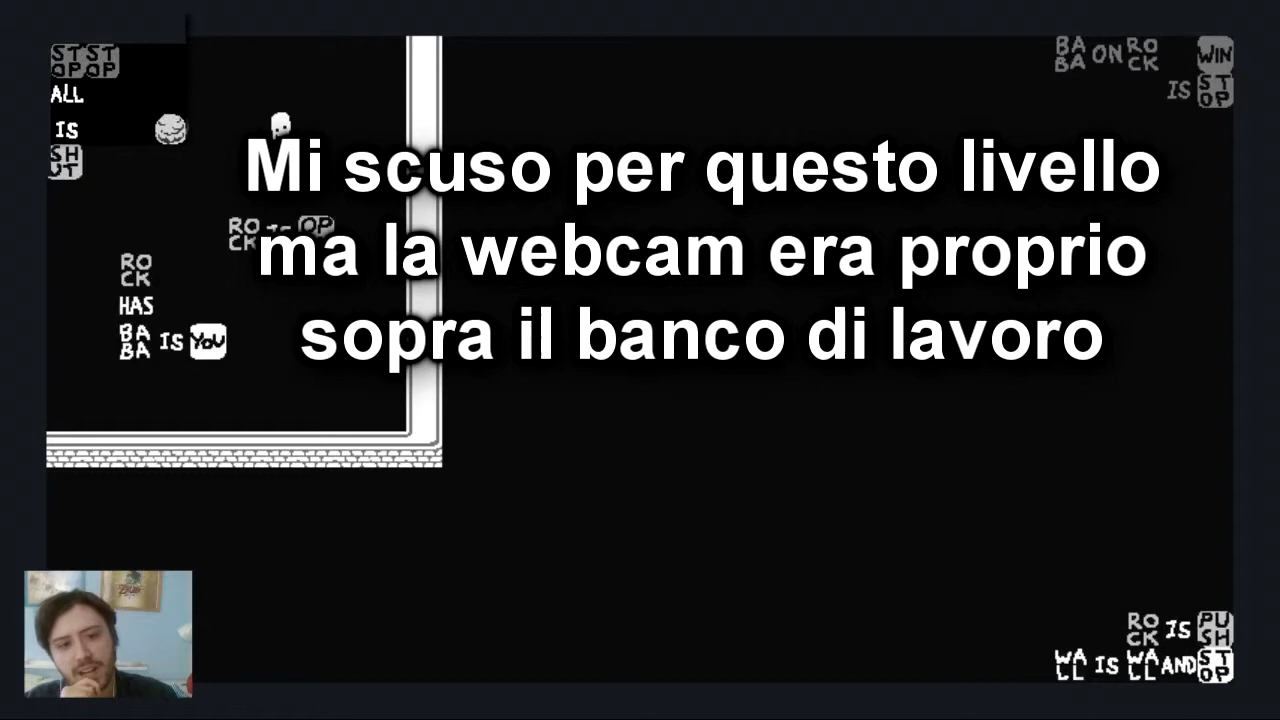 STOP STOP
BABA ON ROCK WIN
ALL
IS STOP
IS
SHUT
Mi scuso per questo livello
ma la webcam era proprio
sopra il banco di lavoro
ROCK OP
ROCK
HAS
BABA IS YOU
ROCK IS PUSH
WALL IS WALL AND STOP